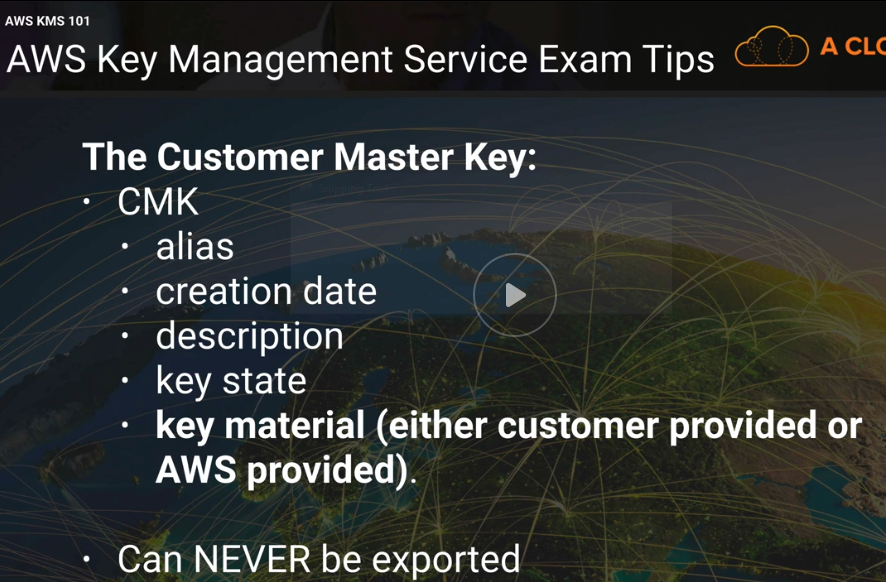 AWS KMS 101
AWS Key Management Service Exam Tips
A CLO
The Customer Master Key:
• CMK
• alias
• creation date
• description
• key state
• key material (either customer provided or
AWS provided).
• Can NEVER be exported